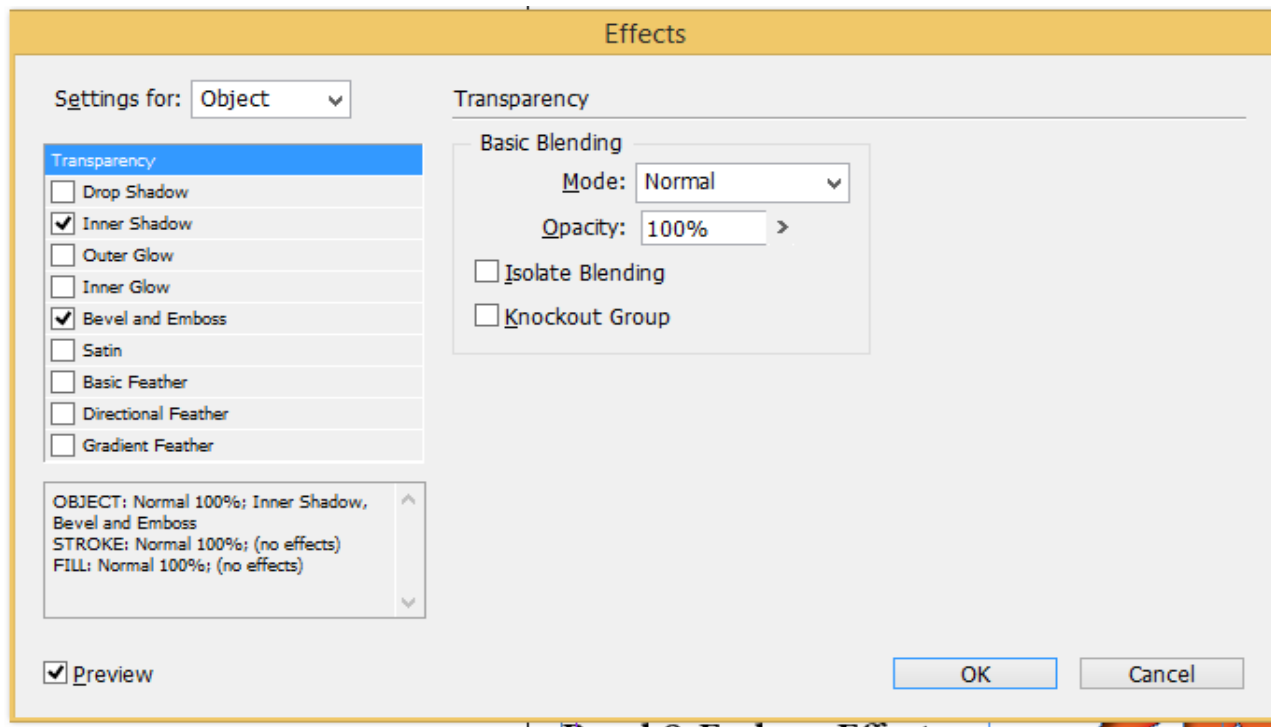 Effects
Settings for: Object
Transparency
Drop Shadow
Inner Shadow
Outer Glow
Inner Glow
Bevel and Emboss
Satin
Basic Feather
Directional Feather
Gradient Feather
OBJECT: Normal 100%; Inner Shadow,
Bevel and Emboss
STROKE: Normal 100%; (no effects)
FILL: Normal 100%; (no effects)
Transparency
Basic Blending
Mode: Normal
Opacity: 100%
Isolate Blending
Knockout Group
Preview
OK
Cancel